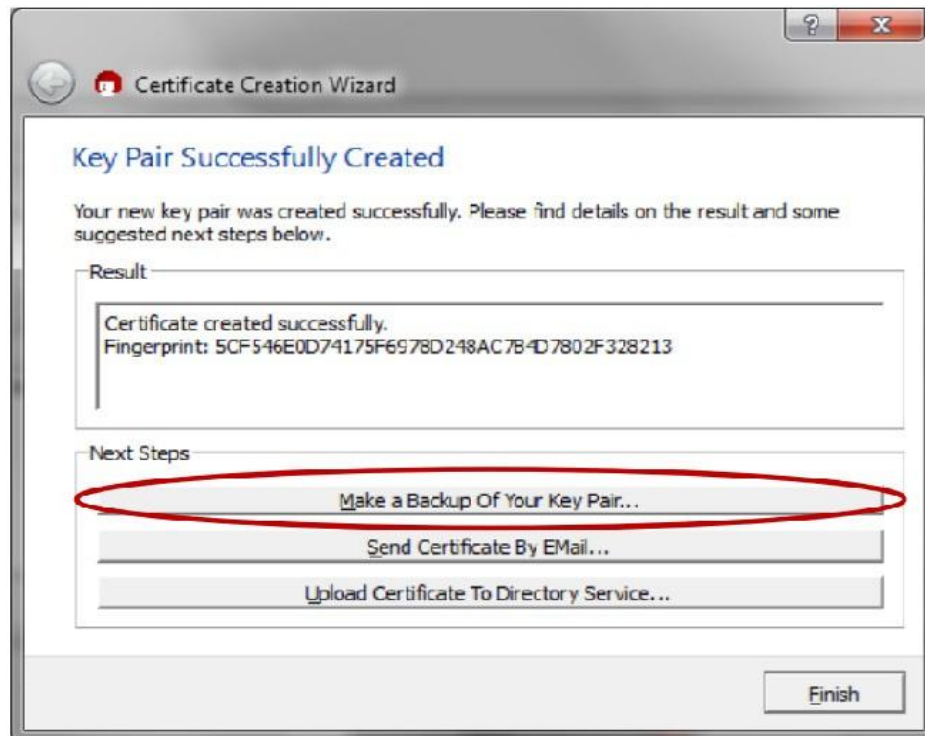 Certificate Creation Wizard
Key Pair Successfully Created
Your new key pair was created successfully. Please find details on the result and some
suggested next steps below.
Result
Certificate created successfully.
Fingerprint: 5CF546E0D74175F6978D248AC7B4D7802F328213
Next Steps
Make a Backup Of Your Key Pair...
Send Certificate By EMail...
Upload Certificate To Directory Service...
Finish